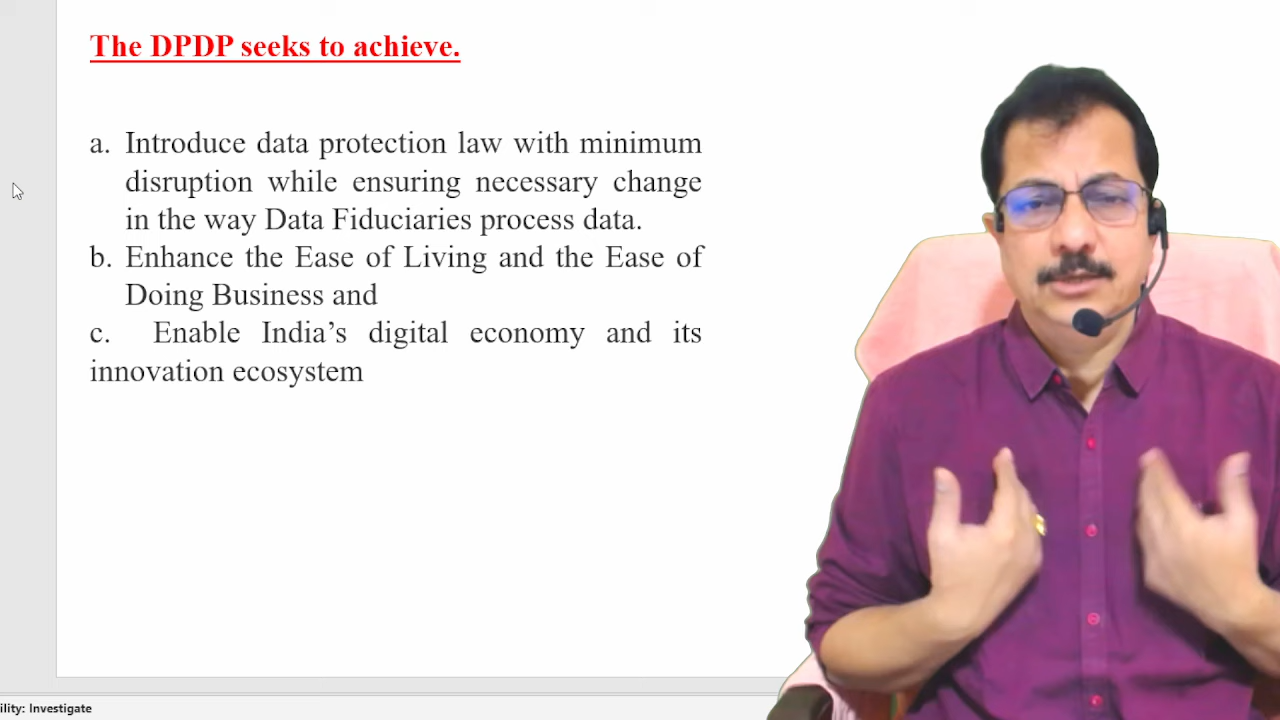 The DPDP seeks to achieve.
a. Introduce data protection law with minimum
disruption while ensuring necessary change
in the way Data Fiduciaries process data.
b. Enhance the Ease of Living and the Ease of
Doing Business and
c. Enable India’s digital economy and its
innovation ecosystem
ility: Investigate